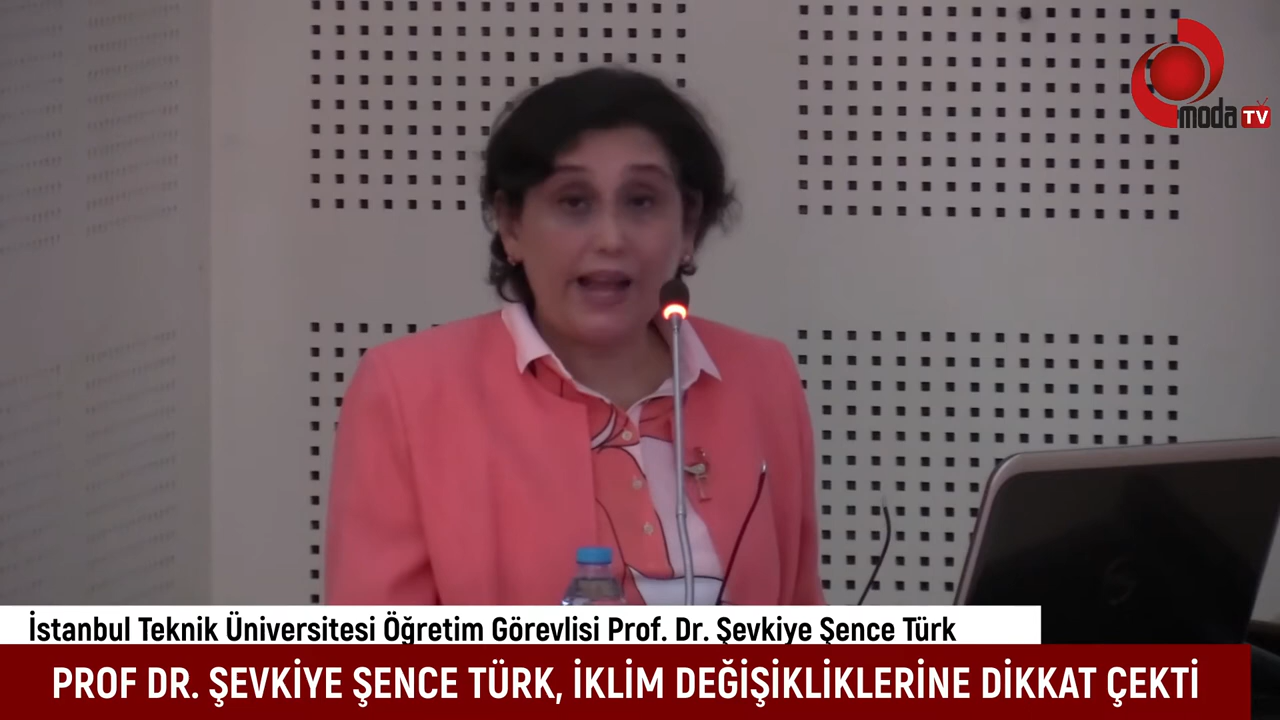 moda TV
İstanbul Teknik Üniversitesi Öğretim Görevlisi Prof. Dr. Şevkiye Şence Türk
PROF DR. ŞEVKİYE ŞENCE TÜRK, İKLİM DEĞİŞİKLİKLERİNE DİKKAT ÇEKTİ